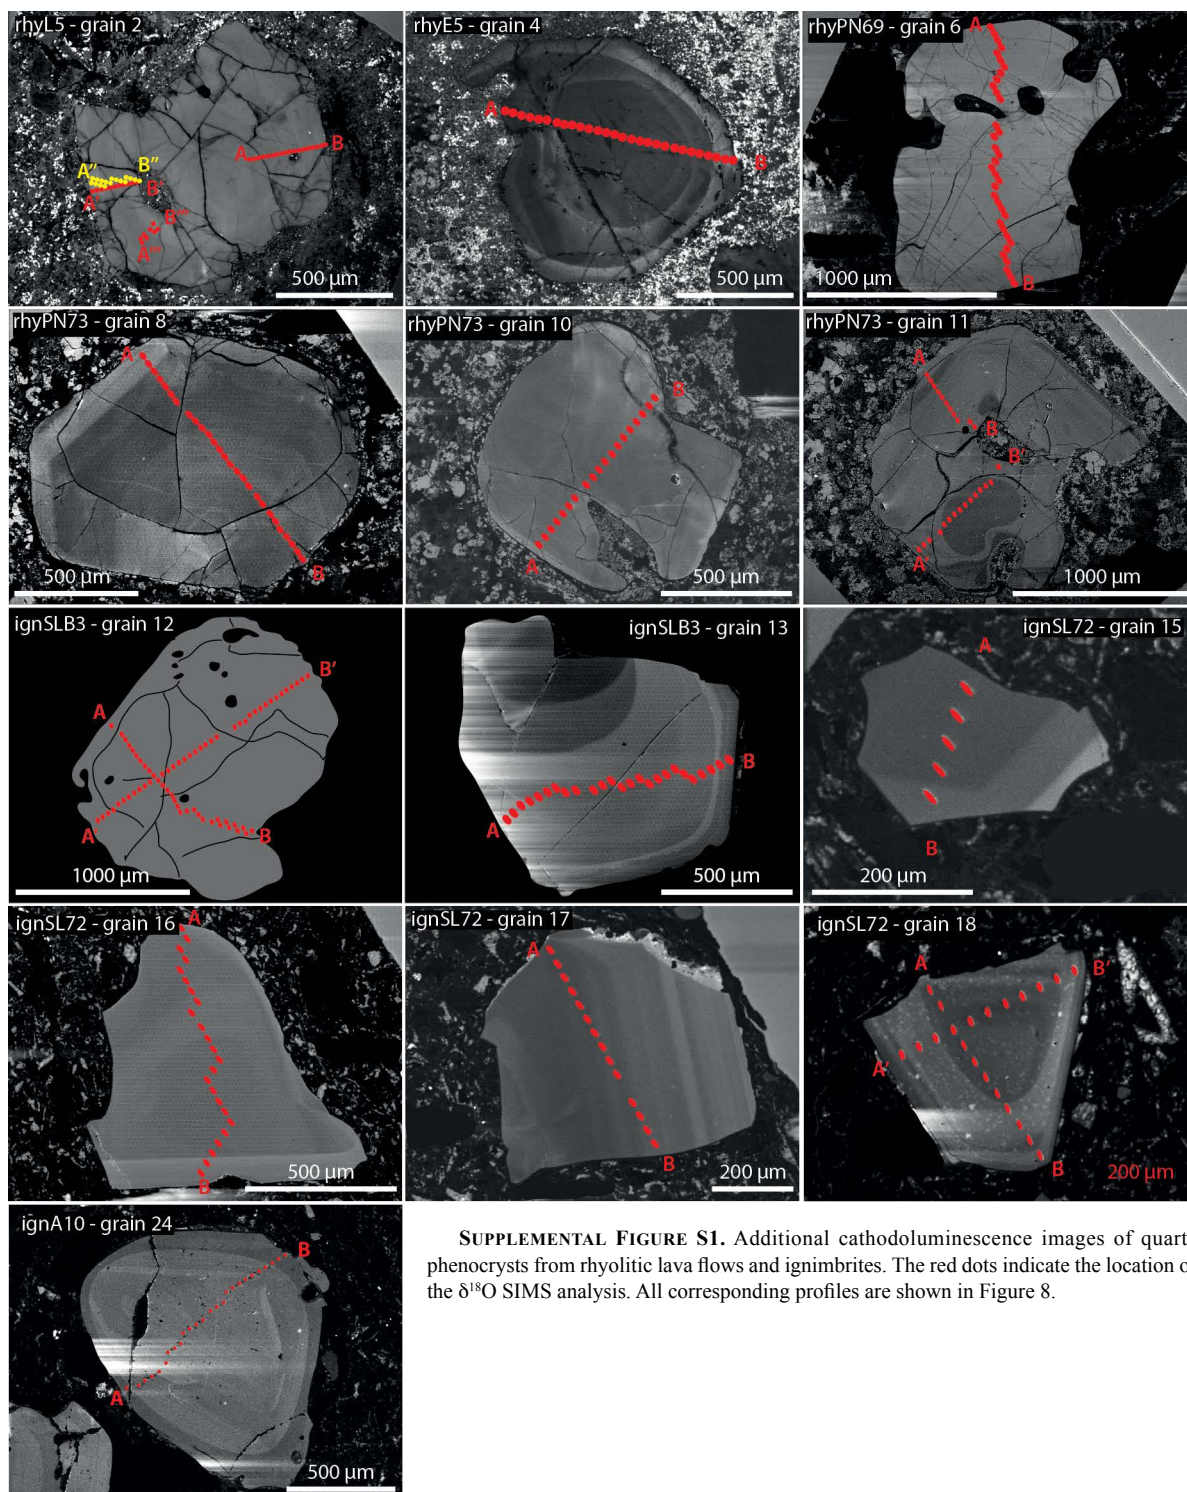 rhyL5 - grain 2
A
B
A''
B''
A'
B'
B'''
A'''
500 µm
rhyE5 - grain 4
A
B
500 µm
rhyPN69 - grain 6
A
B
1000 µm
rhyPN73 - grain 8
A
B
500 µm
rhyPN73 - grain 10
B
A
500 µm
rhyPN73 - grain 11
A
B
B'
A'
1000 µm
ignSLB3 - grain 12
B'
A
A'
B
1000 µm
ignSLB3 - grain 13
B
A
500 µm
ignSL72 - grain 15
A
B
200 µm
ignSL72 - grain 16
A
B
500 µm
ignSL72 - grain 17
A
B
200 µm
ignSL72 - grain 18
A
B'
A'
B
200 µm
ignA10 - grain 24
B
A
500 µm
SUPPLEMENTAL FIGURE S1. Additional cathodoluminescence images of quart
phenocrysts from rhyolitic lava flows and ignimbrites. The red dots indicate the location o
the δ¹⁸O SIMS analysis. All corresponding profiles are shown in Figure 8.